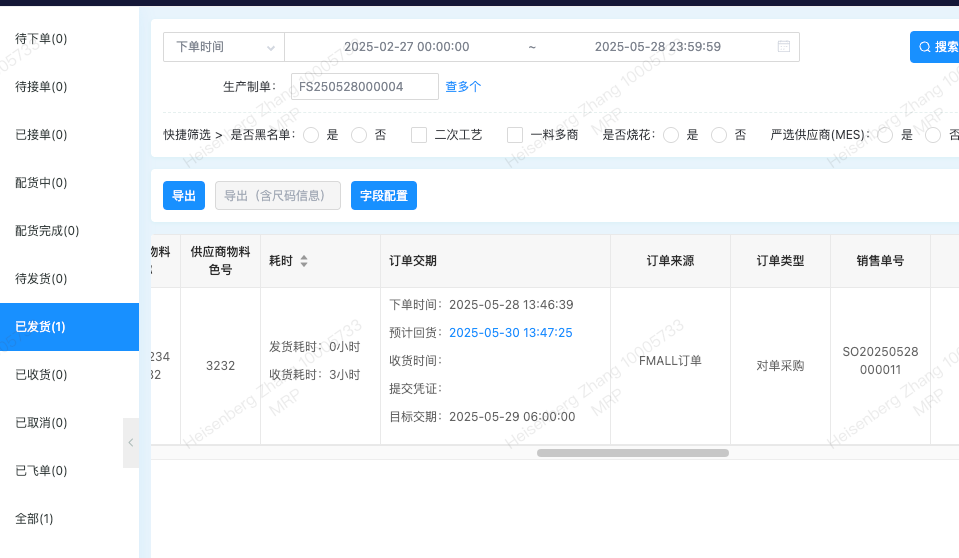 待下单(0)
待接单(0)
已接单(0)
配货中(0)
配货完成(0)
待发货(0)
已发货(1)
已收货(0)
已取消(0)
已飞单(0)
全部(1)
下单时间 2025-02-27 00:00:00 ~ 2025-05-28 23:59:59 搜索
生产制单: FS250528000004 查多个
快捷筛选 > 是否黑名单: 是 否 二次工艺 一料多商 是否烧花: 是 否 严选供应商(MES): 是 否
导出 导出（含尺码信息） 字段配置
物料 供应商物料 耗时 订单交期 订单来源 订单类型 销售单号
色号
下单时间: 2025-05-28 13:46:39
预计回货: 2025-05-30 13:47:25
收货时间:
提交凭证:
目标交期: 2025-05-29 06:00:00
234
32
3232
发货耗时: 0小时
收货耗时: 3小时
FMALL订单
对单采购
SO20250528
000011
Heisenberg Zhang 10005733
MRP